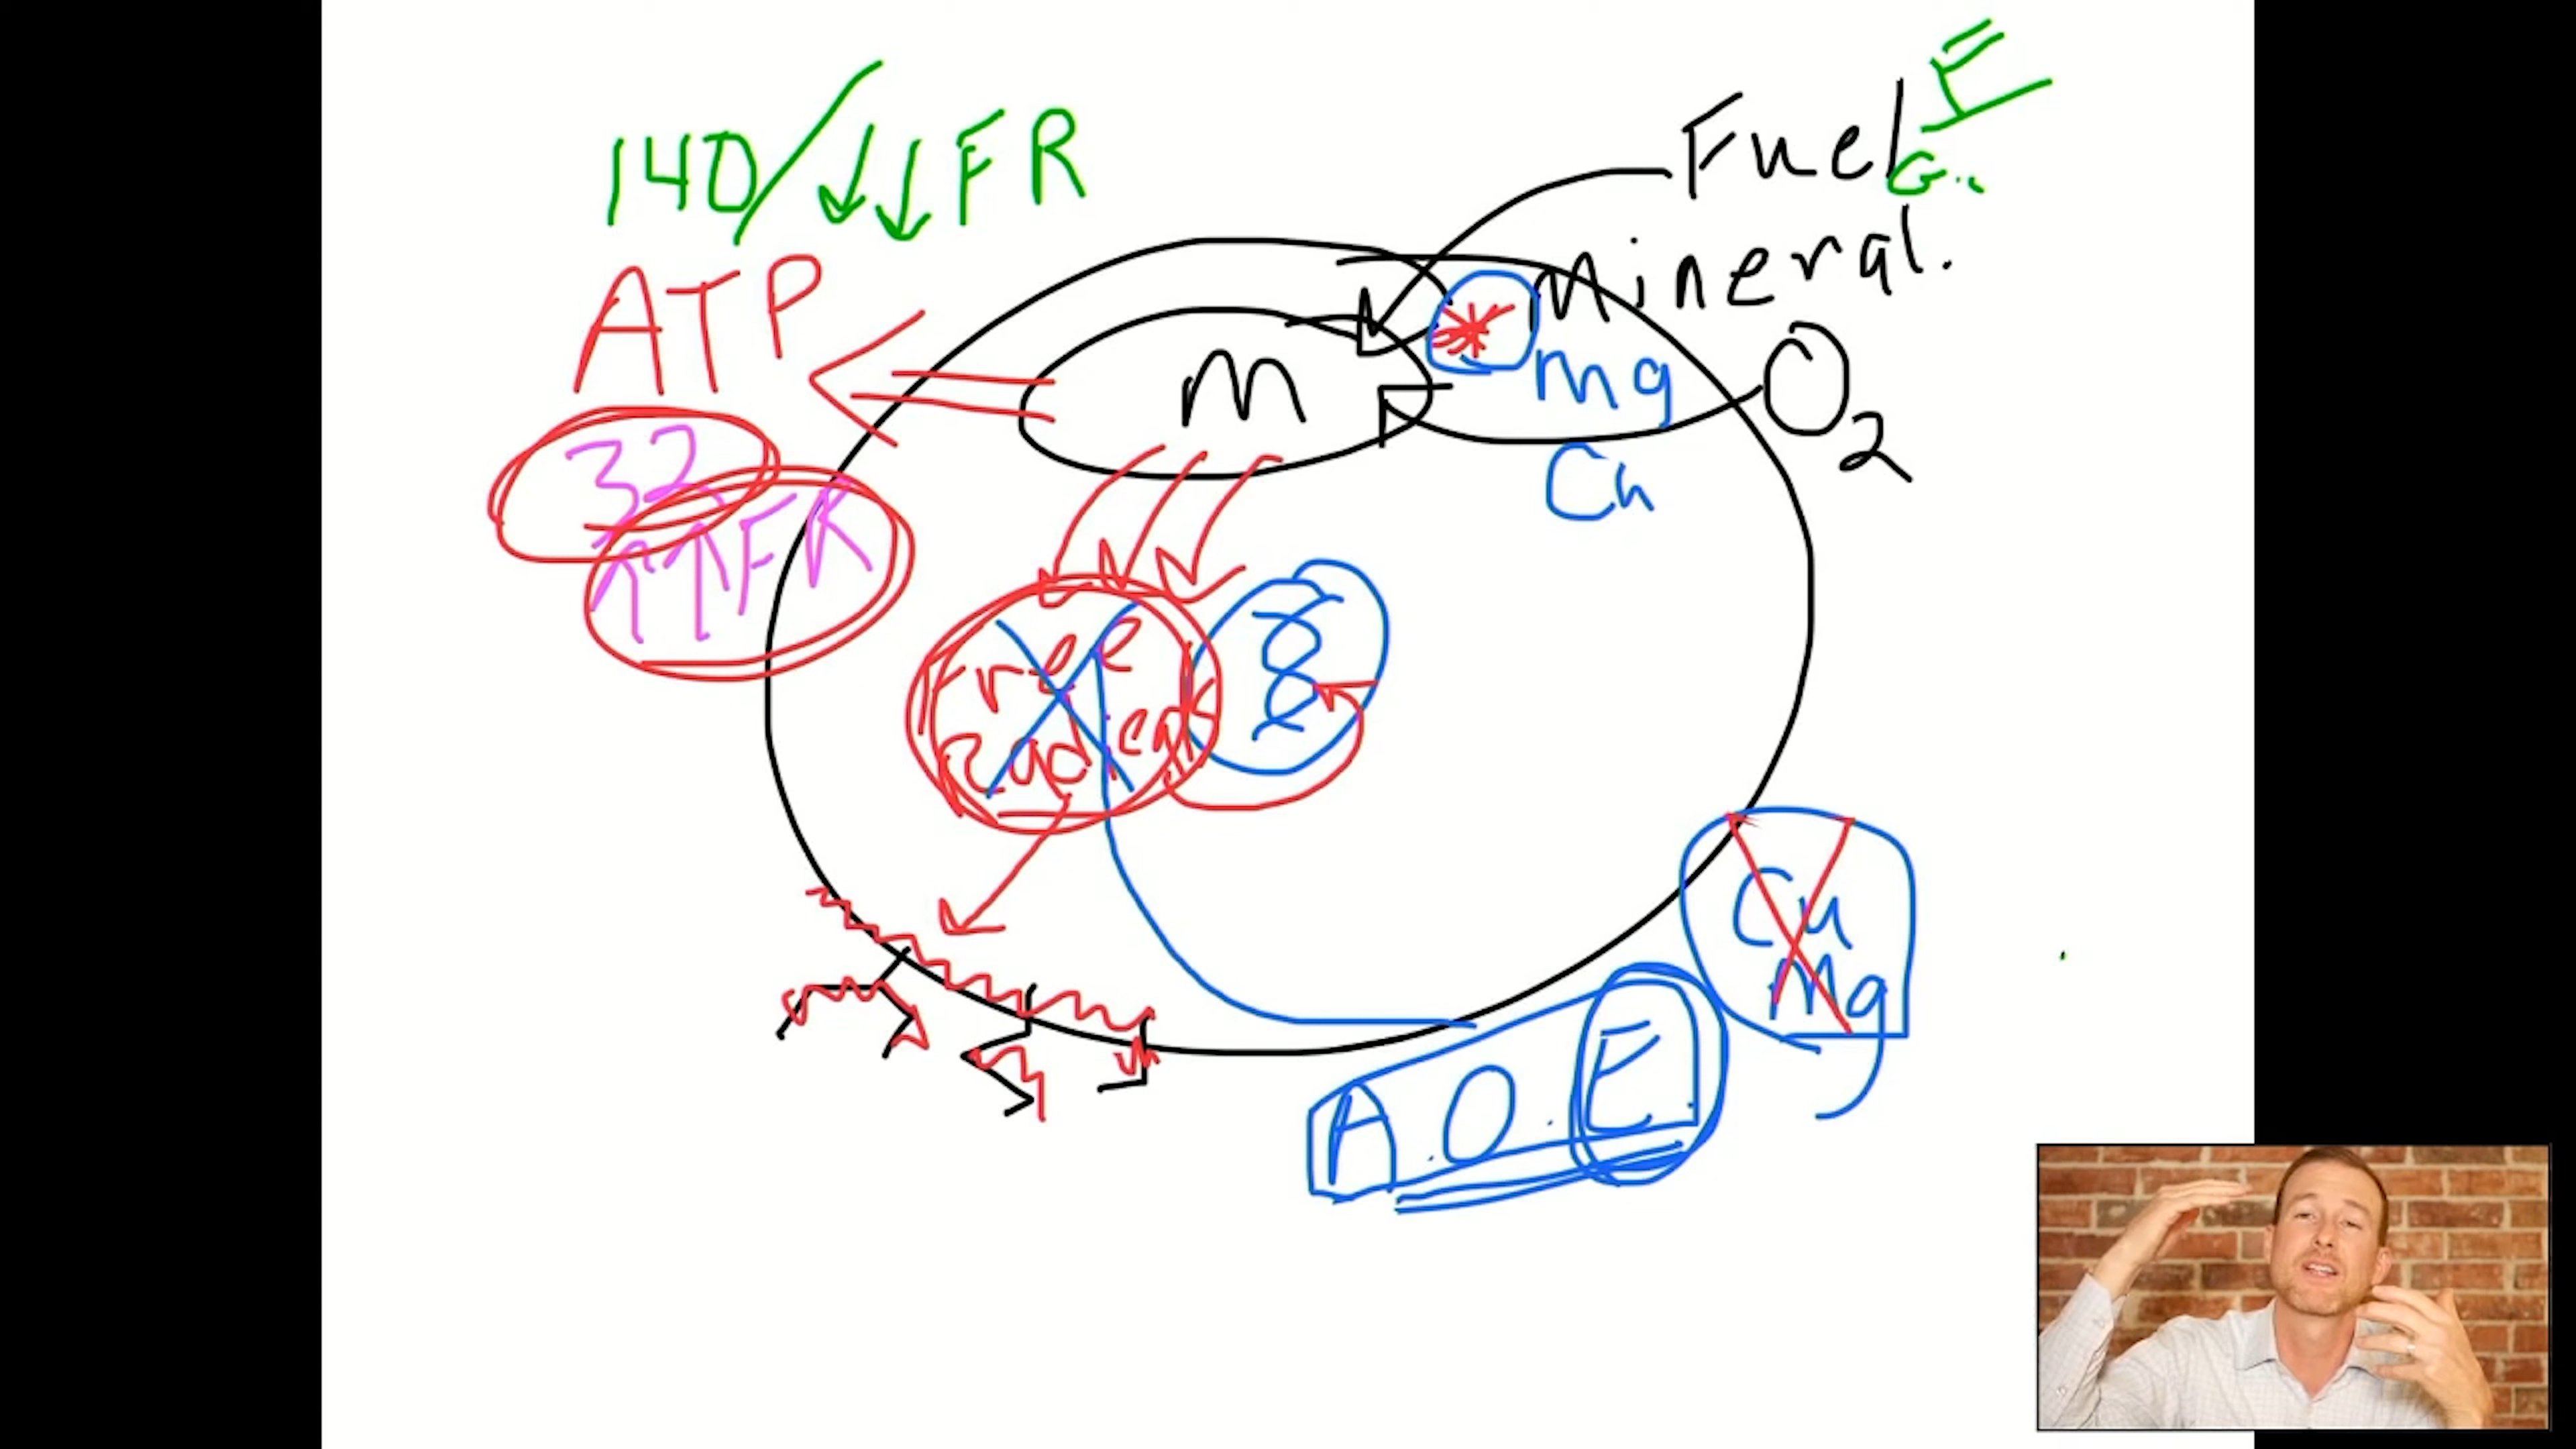 140/↓↓FR
Fuel F
G..
Mineral.
ATP
M
Mg
O2
32
Cu
↑↑FR
Free
Radical
Cu
Mg
A.O.E.